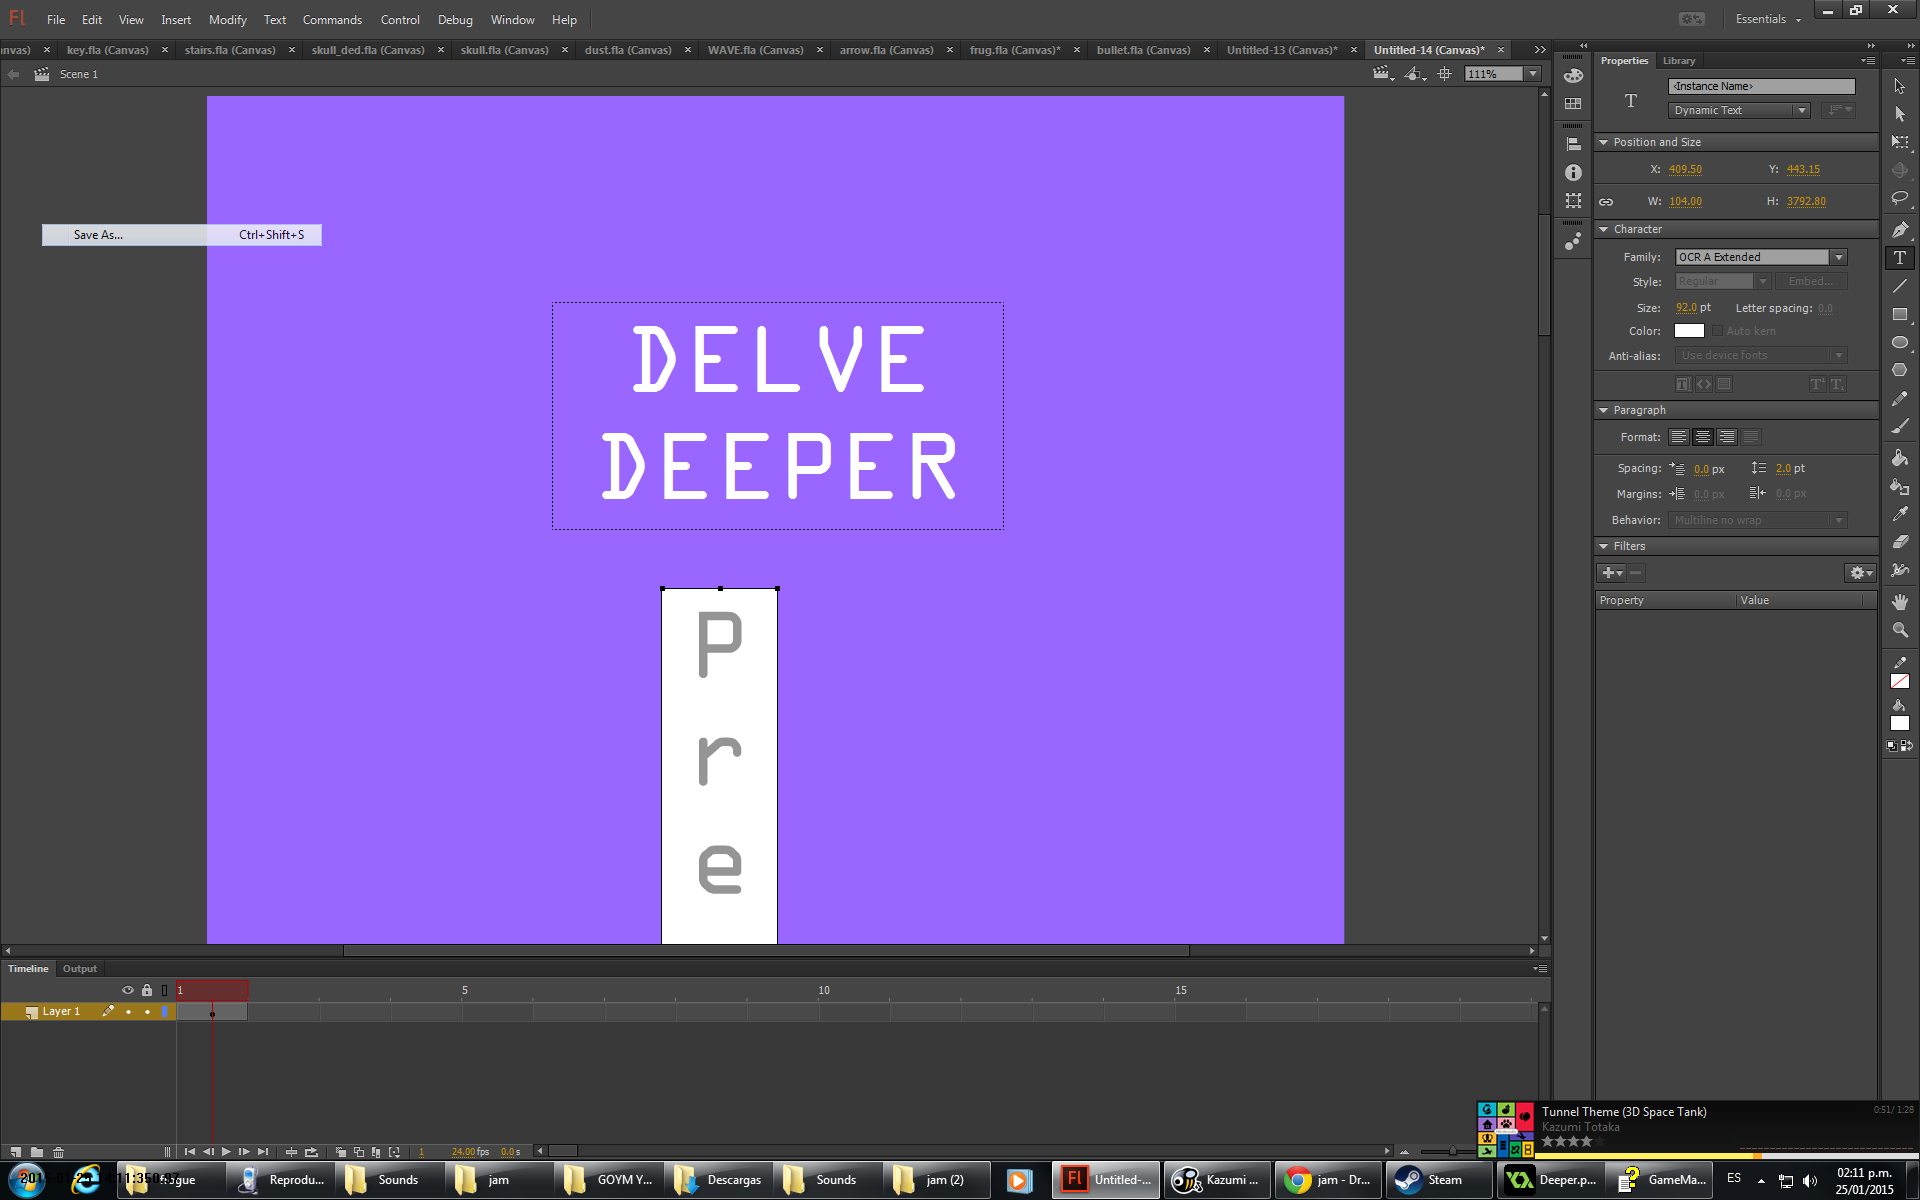 Fl File Edit View Insert Modify Text Commands Control Debug Window Help Essentials
nvas) key.fla (Canvas) stairs.fla (Canvas) skull_ded.fla (Canvas) skull.fla (Canvas) dust.fla (Canvas) WAVE.fla (Canvas) arrow.fla (Canvas) frug.fla (Canvas)* bullet.fla (Canvas) Untitled-13 (Canvas)* Untitled-14 (Canvas)*
Scene 1 111%
Save As... Ctrl+Shift+S
DELVE
DEEPER
P
r
e
Properties Library
T <Instance Name>
Dynamic Text
Position and Size
X: 409.50 Y: 443.15
W: 104.00 H: 3792.80
Character
Family: OCR A Extended
Style: Regular Embed...
Size: 92.0 pt Letter spacing: 0.0
Color: Auto kern
Anti-alias: Use device fonts
Paragraph
Format:
Spacing: 0.0 px 2.0 pt
Margins: 0.0 px 0.0 px
Behavior: Multiline no wrap
Filters
Property Value
Timeline Output
1 5 10 15
Layer 1
1 24.00 fps 0.0 s
Tunnel Theme (3D Space Tank) 0:51/ 1:28
Kazumi Totaka
Reprodu... Sounds jam GOYM Y... Descargas Sounds jam (2) Untitled-... Kazumi ... jam - Dr... Steam Deeper.p... GameMa... ES 02:11 p.m.
25/01/2015